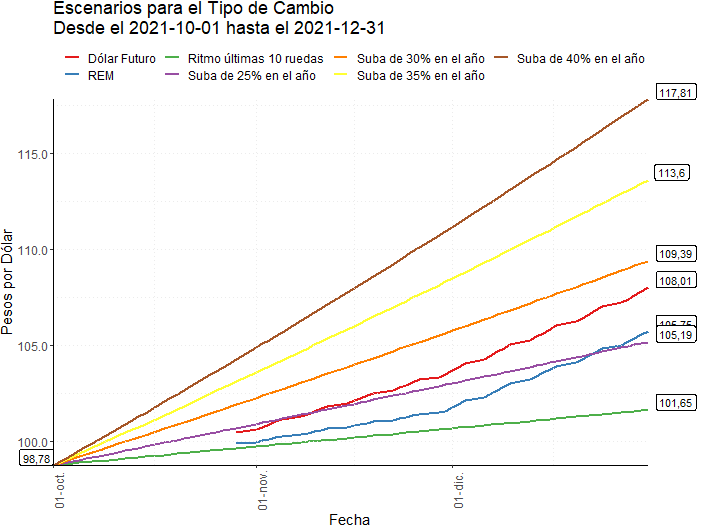 Escenarios para el Tipo de Cambio
Desde el 2021-10-01 hasta el 2021-12-31
Dólar Futuro
Ritmo últimas 10 ruedas
Suba de 30% en el año
Suba de 40% en el año
REM
Suba de 25% en el año
Suba de 35% en el año
Pesos por Dólar
115.0
110.0
105.0
100.0
117,81
113,6
109,39
108,01
105,75
105,19
101,65
98,78
01-oct
01-nov.
01-dic.
Fecha